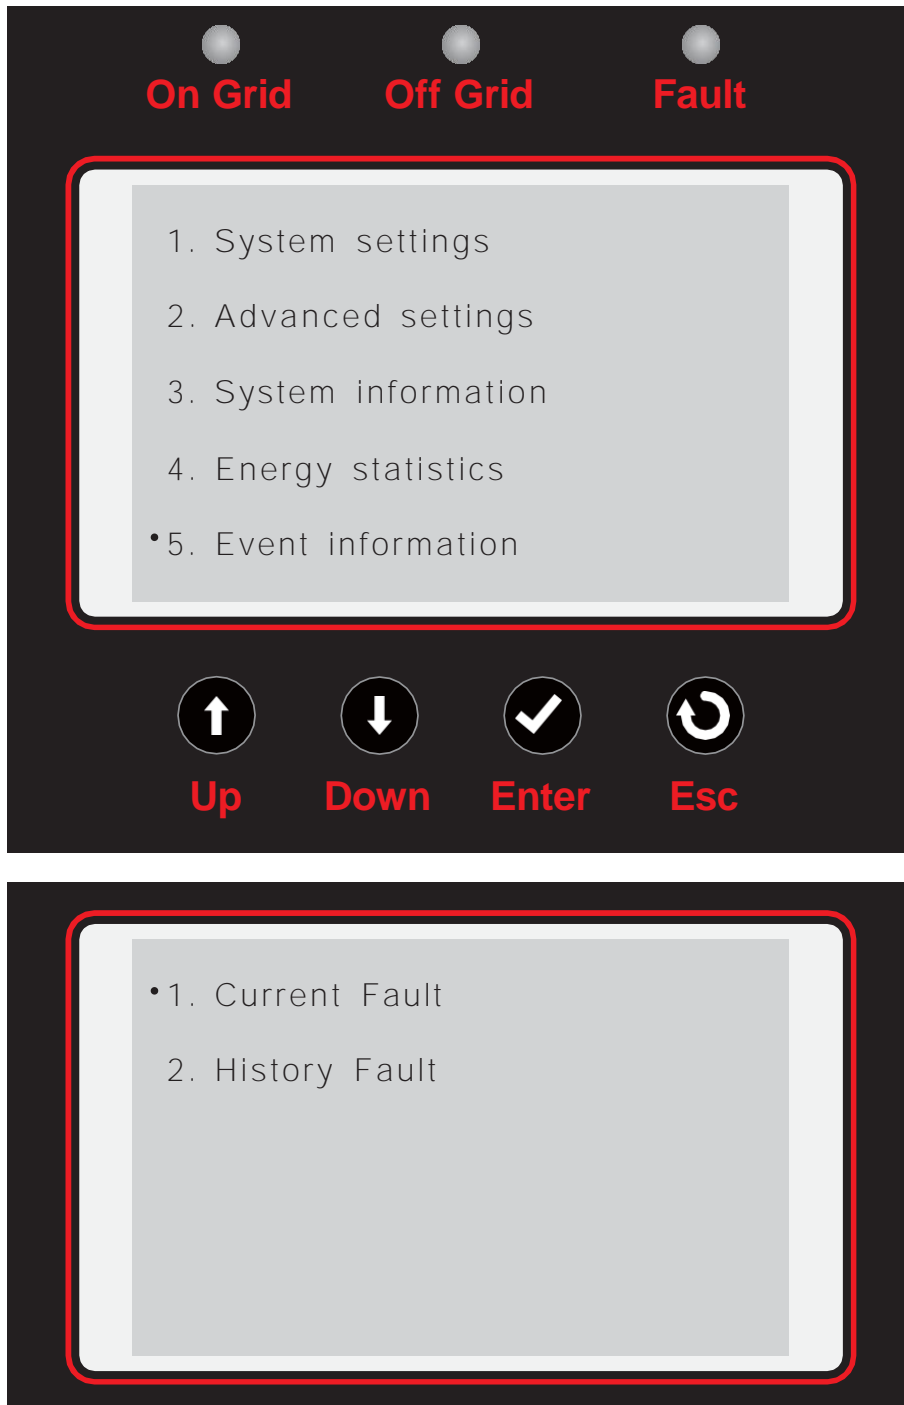 On Grid Off Grid Fault
1. System settings
2. Advanced settings
3. System information
4. Energy statistics
•5. Event information
Up Down Enter Esc
•1. Current Fault
2. History Fault